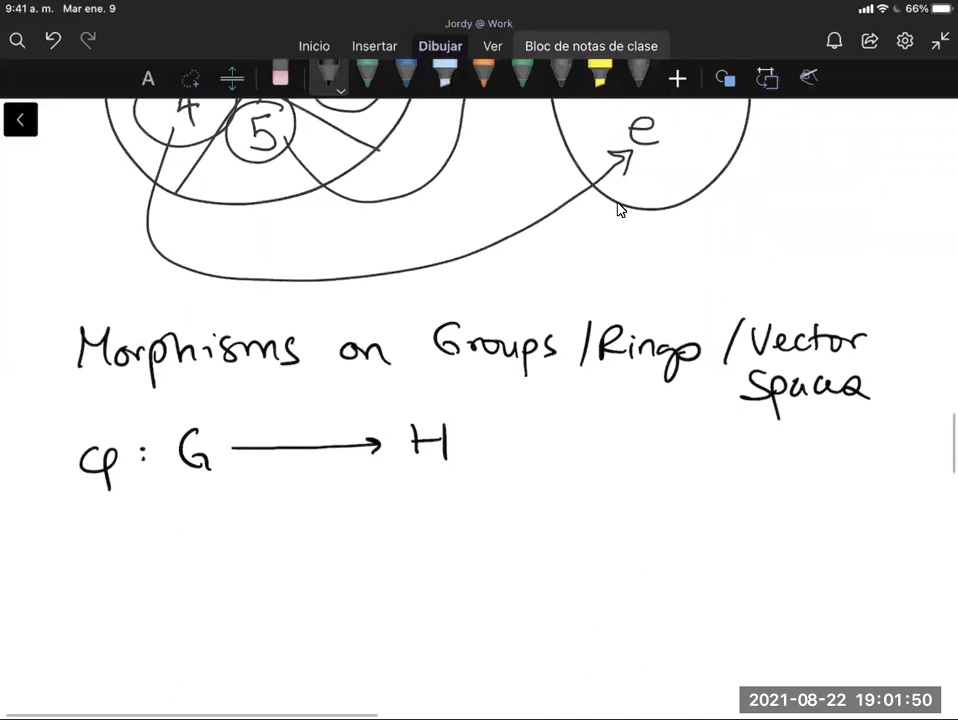 9:41 a. m. Mar ene. 9
66%
Jordy @ Work
Inicio Insertar Dibujar Ver Bloc de notas de clase
A
4
5
e
Morphisms on Groups / Rings / Vector
Spaces
φ : G → H
2021-08-22 19:01:50